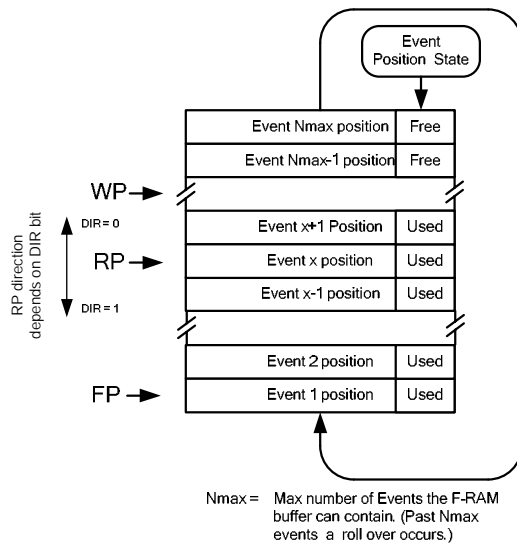 Event
Position State
Event Nmax position Free
Event Nmax-1 position Free
WP
DIR = 0
Event x+1 Position Used
RP direction
depends on DIR bit
RP
Event x position Used
Event x-1 position Used
DIR = 1
Event 2 position Used
FP
Event 1 position Used
Nmax = Max number of Events the F-RAM
buffer can contain. (Past Nmax
events a roll over occurs.)